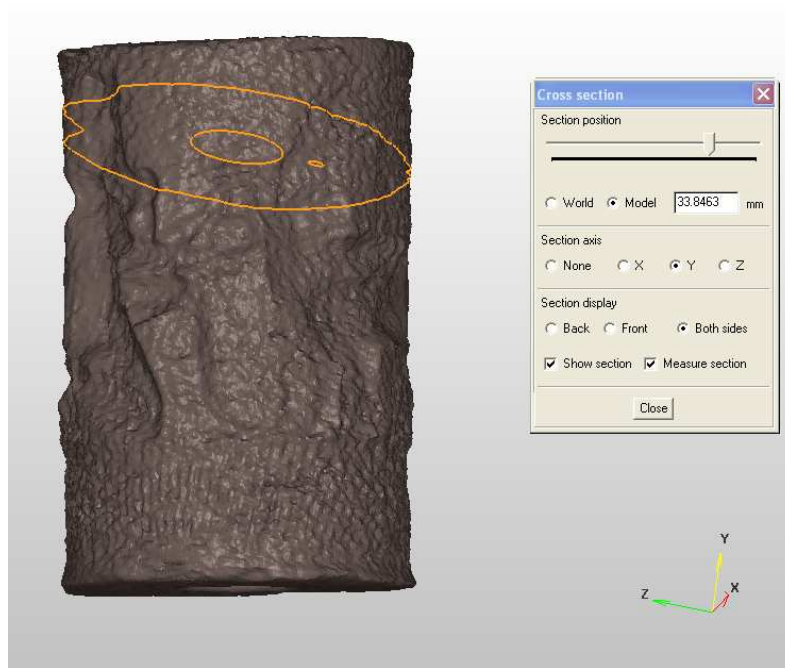 Cross section
Section position
World Model 33.8463 mm
Section axis
None X Y Z
Section display
Back Front Both sides
Show section Measure section
Close
Y
Z X